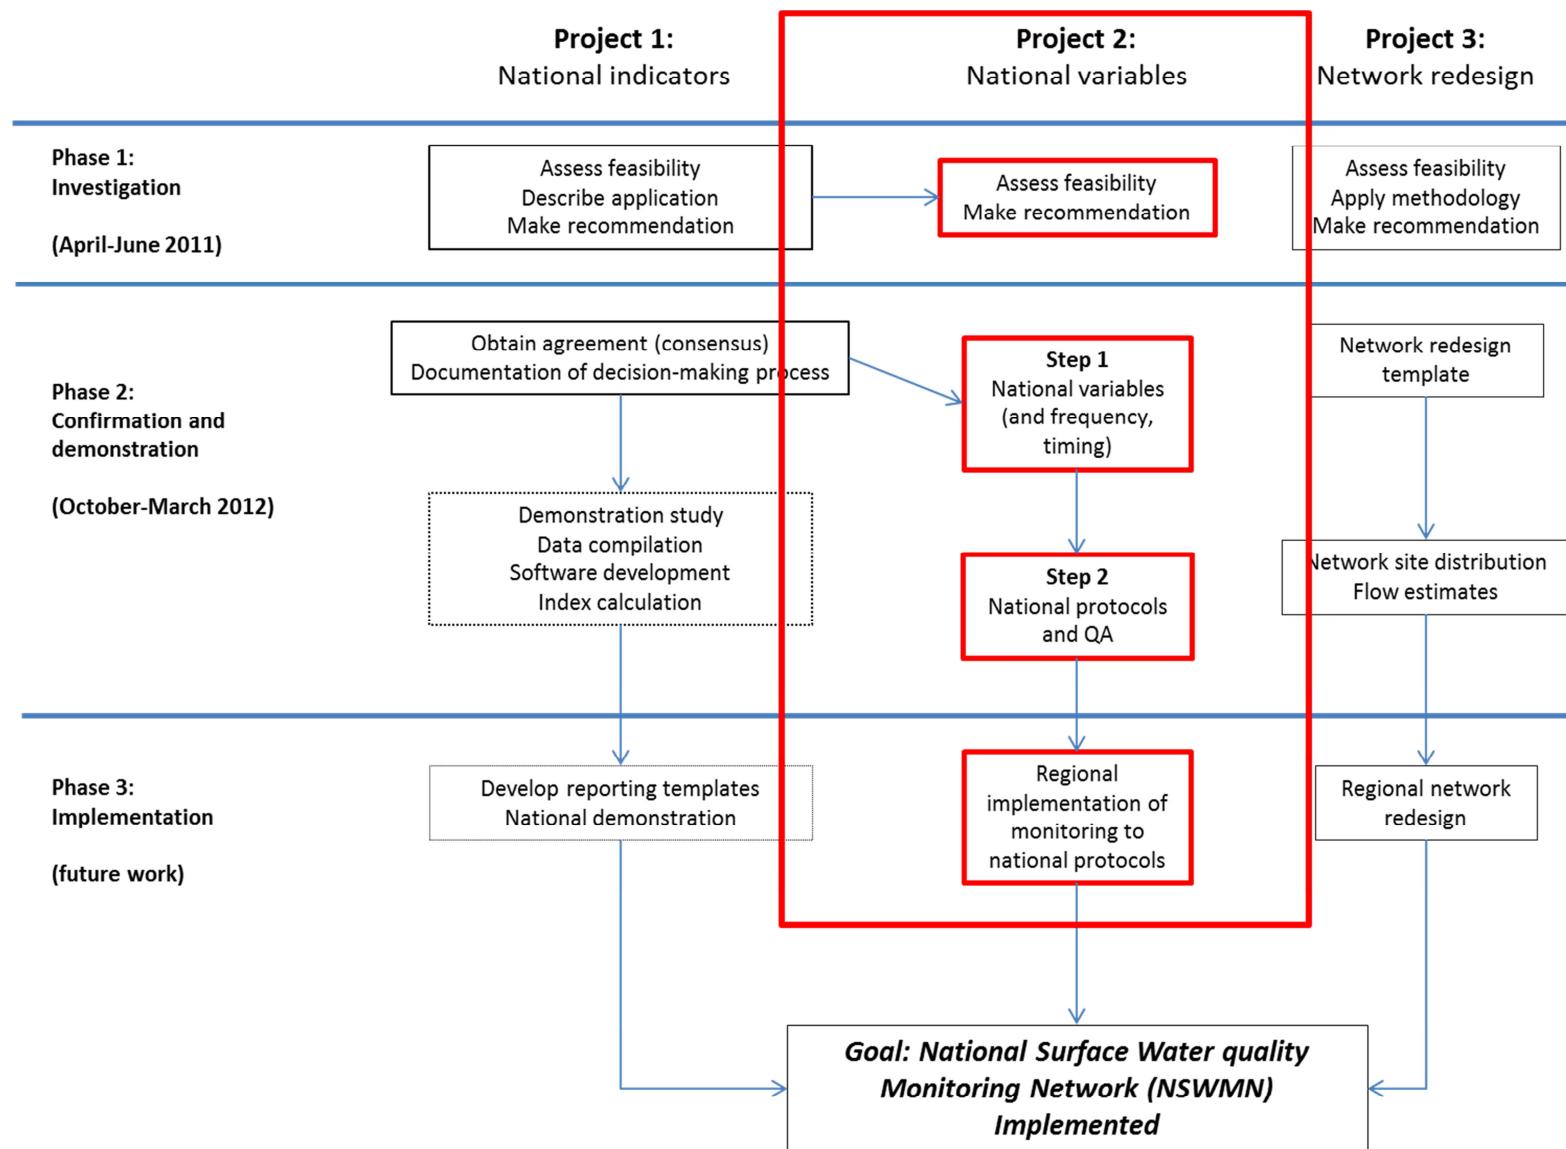 Project 1:
National indicators
Project 2:
National variables
Project 3:
Network redesign
Phase 1:
Investigation
(April-June 2011)
Assess feasibility
Describe application
Make recommendation
Assess feasibility
Make recommendation
Assess feasibility
Apply methodology
Make recommendation
Phase 2:
Confirmation and
demonstration
(October-March 2012)
Obtain agreement (consensus)
Documentation of decision-making process
Demonstration study
Data compilation
Software development
Index calculation
Step 1
National variables
(and frequency,
timing)
Step 2
National protocols
and QA
Network redesign
template
Network site distribution
Flow estimates
Phase 3:
Implementation
(future work)
Develop reporting templates
National demonstration
Regional
implementation of
monitoring to
national protocols
Regional network
redesign
Goal: National Surface Water quality
Monitoring Network (NSWMN)
Implemented